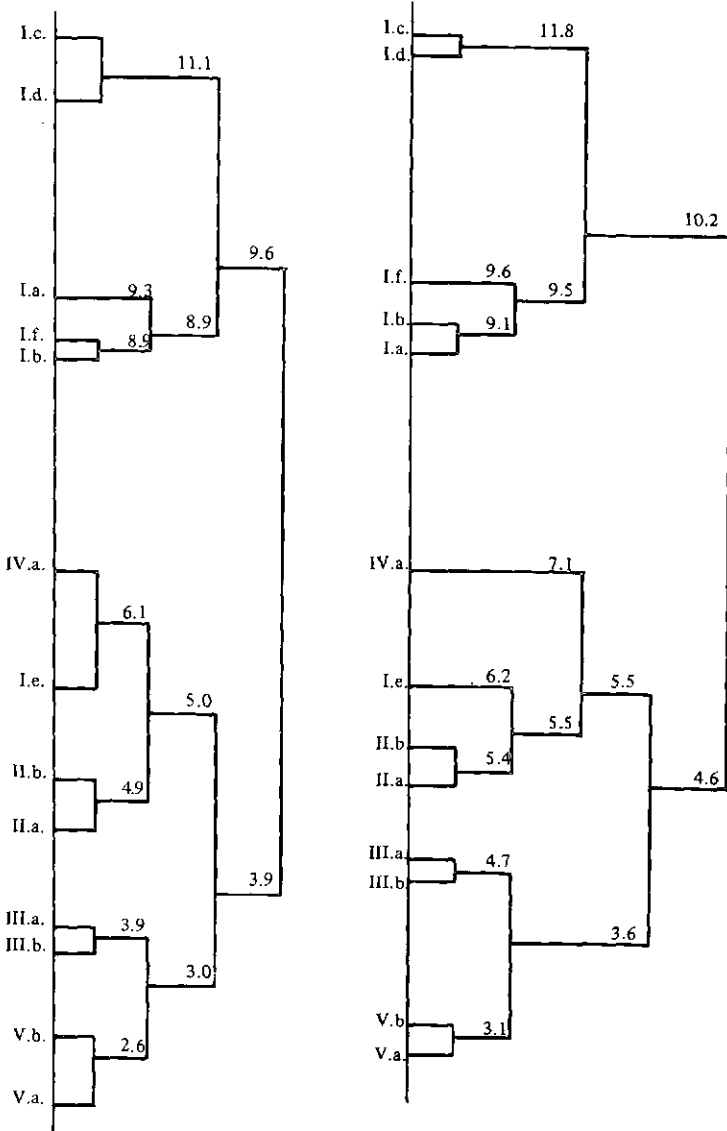 I.c.
11.1
I.d.
9.6
I.a.
9.3
8.9
I.f.
8.9
I.b.
IV.a.
6.1
I.e.
5.0
II.b.
4.9
II.a.
3.9
III.a.
3.9
III.b.
3.0
V.b.
2.6
V.a.
I.c.
11.8
I.d.
10.2
I.f.
9.6
9.5
I.b.
9.1
I.a.
IV.a.
7.1
I.e.
6.2
5.5
5.5
II.b
5.4
II.a.
4.6
III.a.
4.7
III.b.
3.6
V.b
3.1
V.a.